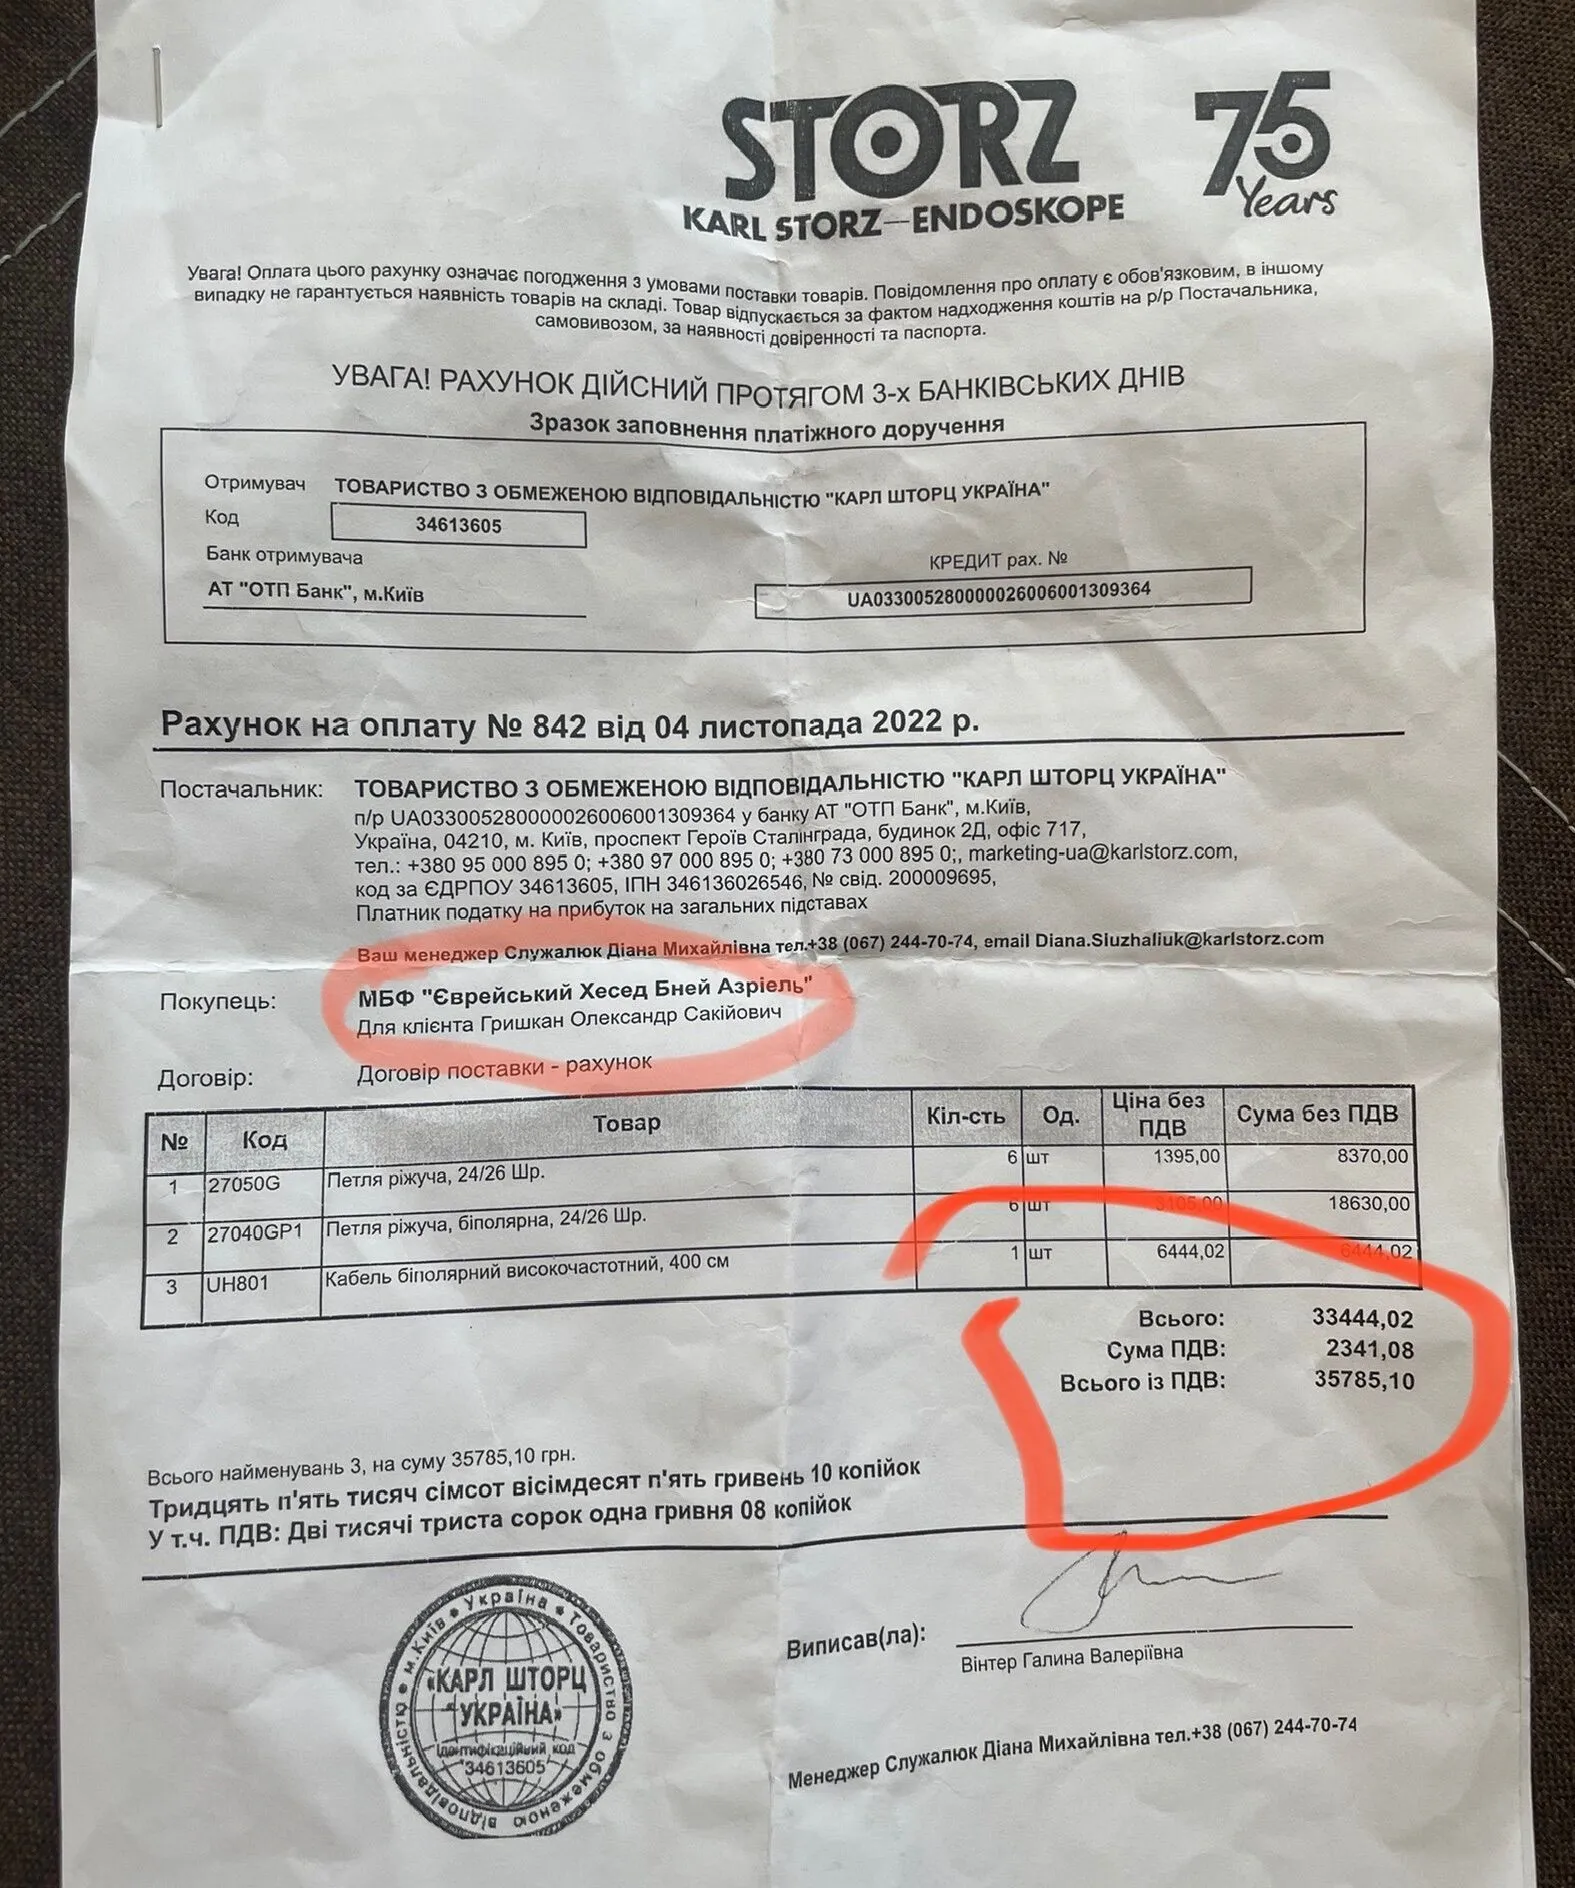 STORZ
KARL STORZ—ENDOSKOPE
75
Years
Увага! Оплата цього рахунку означає погодження з умовами поставки товарів. Повідомлення про оплату є обов'язковим, в іншому
випадку не гарантується наявність товарів на складі. Товар відпускається за фактом надходження коштів на р/р Постачальника,
самовивозом, за наявності довіренності та паспорта.
УВАГА! РАХУНОК ДІЙСНИЙ ПРОТЯГОМ 3-х БАНКІВСЬКИХ ДНІВ
Зразок заповнення платіжного доручення
Отримувач ТОВАРИСТВО З ОБМЕЖЕНОЮ ВІДПОВІДАЛЬНІСТЮ "КАРЛ ШТОРЦ УКРАЇНА"
Код 34613605
Банк отримувача КРЕДИТ рах. №
АТ "ОТП Банк", м.Київ UA033005280000026006001309364
Рахунок на оплату № 842 від 04 листопада 2022 р.
Постачальник: ТОВАРИСТВО З ОБМЕЖЕНОЮ ВІДПОВІДАЛЬНІСТЮ "КАРЛ ШТОРЦ УКРАЇНА"
п/р UA033005280000026006001309364 у банку АТ "ОТП Банк", м.Київ,
Україна, 04210, м. Київ, проспект Героїв Сталінграда, будинок 2Д, офіс 717,
тел.: +380 95 000 895 0; +380 97 000 895 0; +380 73 000 895 0;, marketing-ua@karlstorz.com,
код за ЄДРПОУ 34613605, ІПН 346136026546, № свід. 200009695,
Платник податку на прибуток на загальних підставах
Ваш менеджер Служалюк Діана Михайлівна тел.+38 (067) 244-70-74, email Diana.Sluzhaliuk@karlstorz.com
Покупець: МБФ "Єврейський Хесед Бней Азріель"
Для клієнта Гришкан Олександр Сакійович
Договір: Договір поставки - рахунок
№ Код Товар Кіл-сть Од. Ціна без ПДВ Сума без ПДВ
1 27050G Петля ріжуча, 24/26 Шр. 6 шт 1395,00 8370,00
2 27040GP1 Петля ріжуча, біполярна, 24/26 Шр. 6 шт 3105,00 18630,00
3 UH801 Кабель біполярний високочастотний, 400 см 1 шт 6444,02 6444,02
Всього: 33444,02
Сума ПДВ: 2341,08
Всього із ПДВ: 35785,10
Всього найменувань 3, на суму 35785,10 грн.
Тридцять п'ять тисяч сімсот вісімдесят п'ять гривень 10 копійок
У т.ч. ПДВ: Дві тисячі триста сорок одна гривня 08 копійок
Україна • Товариство з обмеженою відповідальністю • м.Київ
«КАРЛ ШТОРЦ
УКРАЇНА»
Ідентифікаційний код
34613605
Виписав(ла):
Вінтер Галина Валеріївна
Менеджер Служалюк Діана Михайлівна тел.+38 (067) 244-70-74